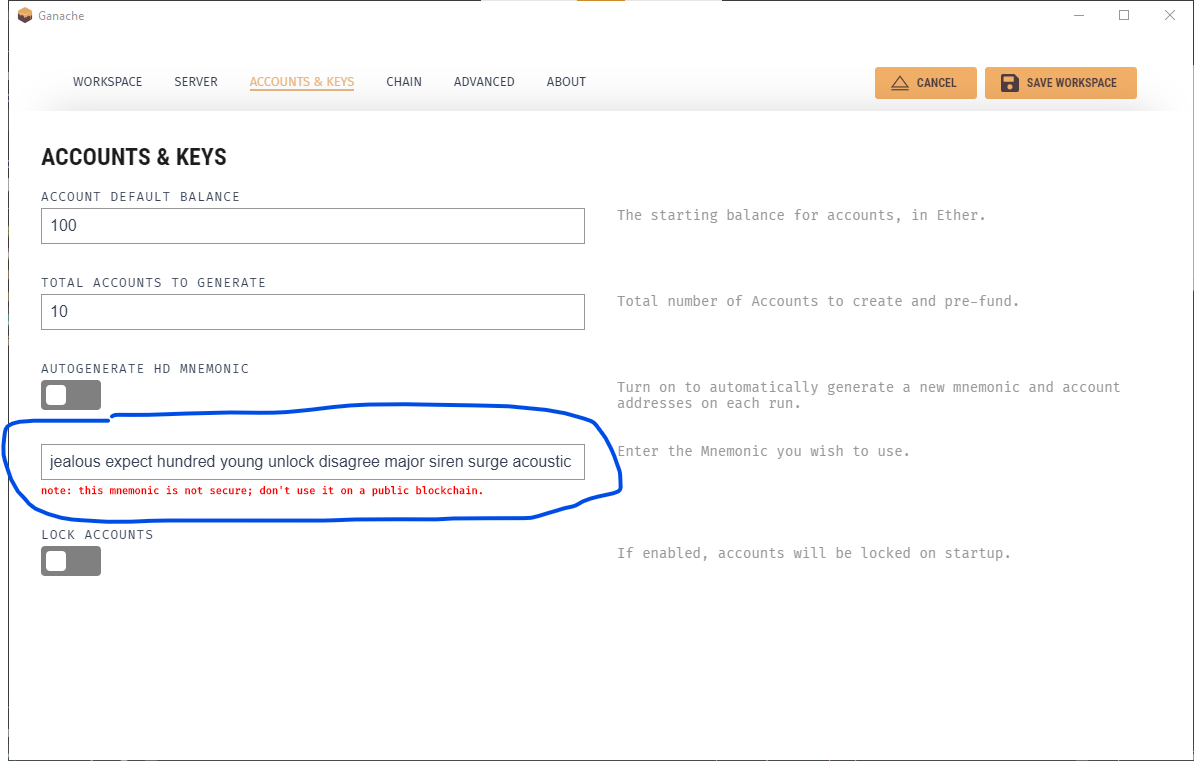 Ganache
WORKSPACE SERVER ACCOUNTS & KEYS CHAIN ADVANCED ABOUT CANCEL SAVE WORKSPACE
ACCOUNTS & KEYS
ACCOUNT DEFAULT BALANCE
100
The starting balance for accounts, in Ether.
TOTAL ACCOUNTS TO GENERATE
10
Total number of Accounts to create and pre-fund.
AUTOGENERATE HD MNEMONIC
Turn on to automatically generate a new mnemonic and account
addresses on each run.
jealous expect hundred young unlock disagree major siren surge acoustic
note: this mnemonic is not secure; don't use it on a public blockchain.
Enter the Mnemonic you wish to use.
LOCK ACCOUNTS
If enabled, accounts will be locked on startup.